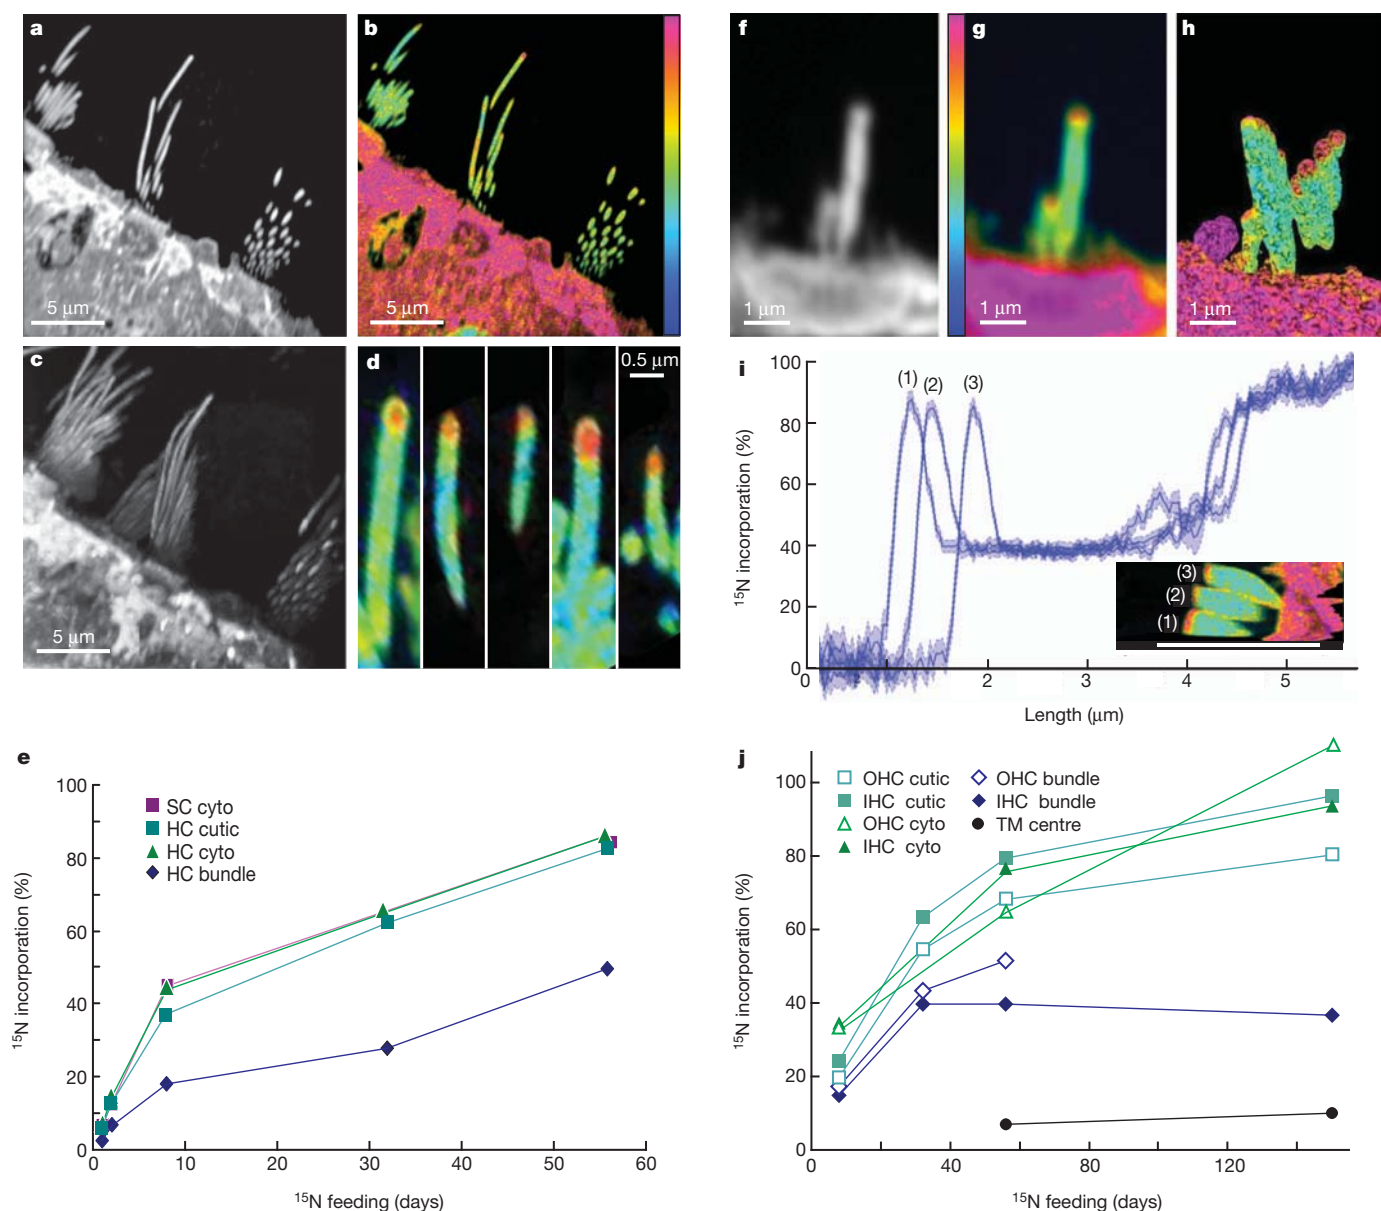 a
b
5 μm
5 μm
c
d
0.5 μm
5 μm
f
g
h
1 μm
1 μm
1 μm
i
100
80
60
40
20
0
¹⁵N incorporation (%)
(1) (2) (3)
(3)
(2)
(1)
0 2 3 4 5
Length (μm)
e
100
80
60
40
20
0
¹⁵N incorporation (%)
SC cyto
HC cutic
HC cyto
HC bundle
0 10 20 30 40 50 60
¹⁵N feeding (days)
j
100
80
60
40
20
0
¹⁵N incorporation (%)
OHC cutic
IHC cutic
OHC cyto
IHC cyto
OHC bundle
IHC bundle
TM centre
0 40 80 120
¹⁵N feeding (days)